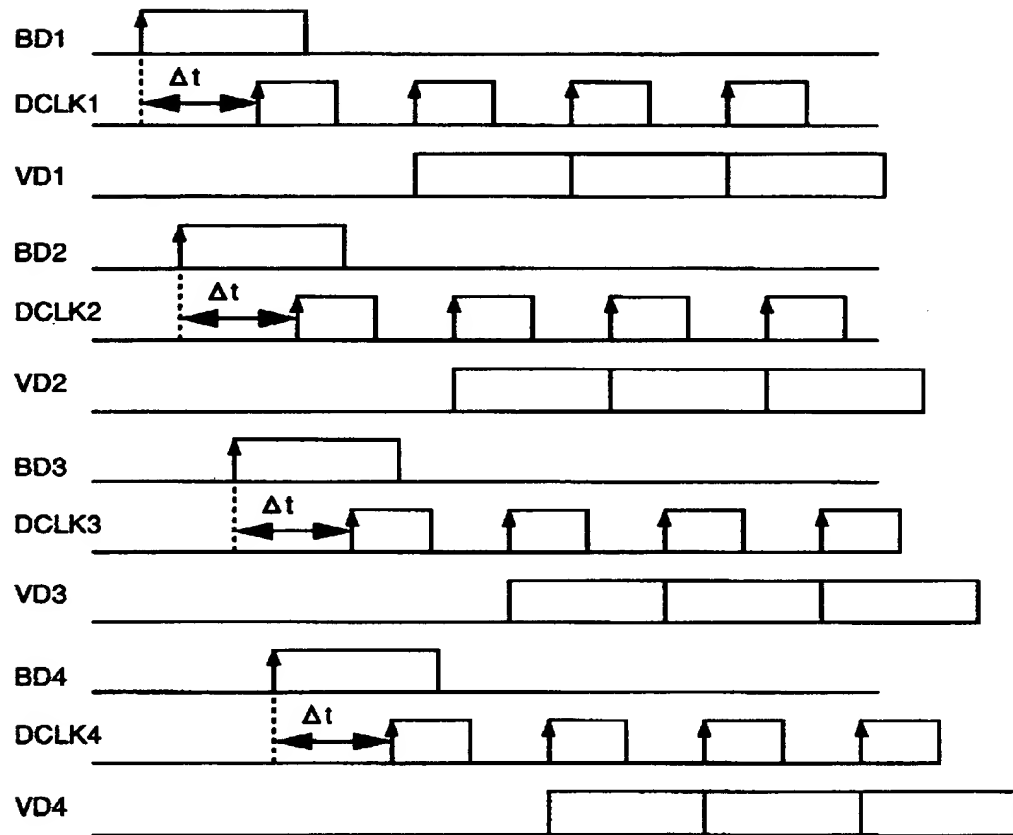 BD1
Δt
DCLK1
VD1
BD2
Δt
DCLK2
VD2
BD3
Δt
DCLK3
VD3
BD4
Δt
DCLK4
VD4